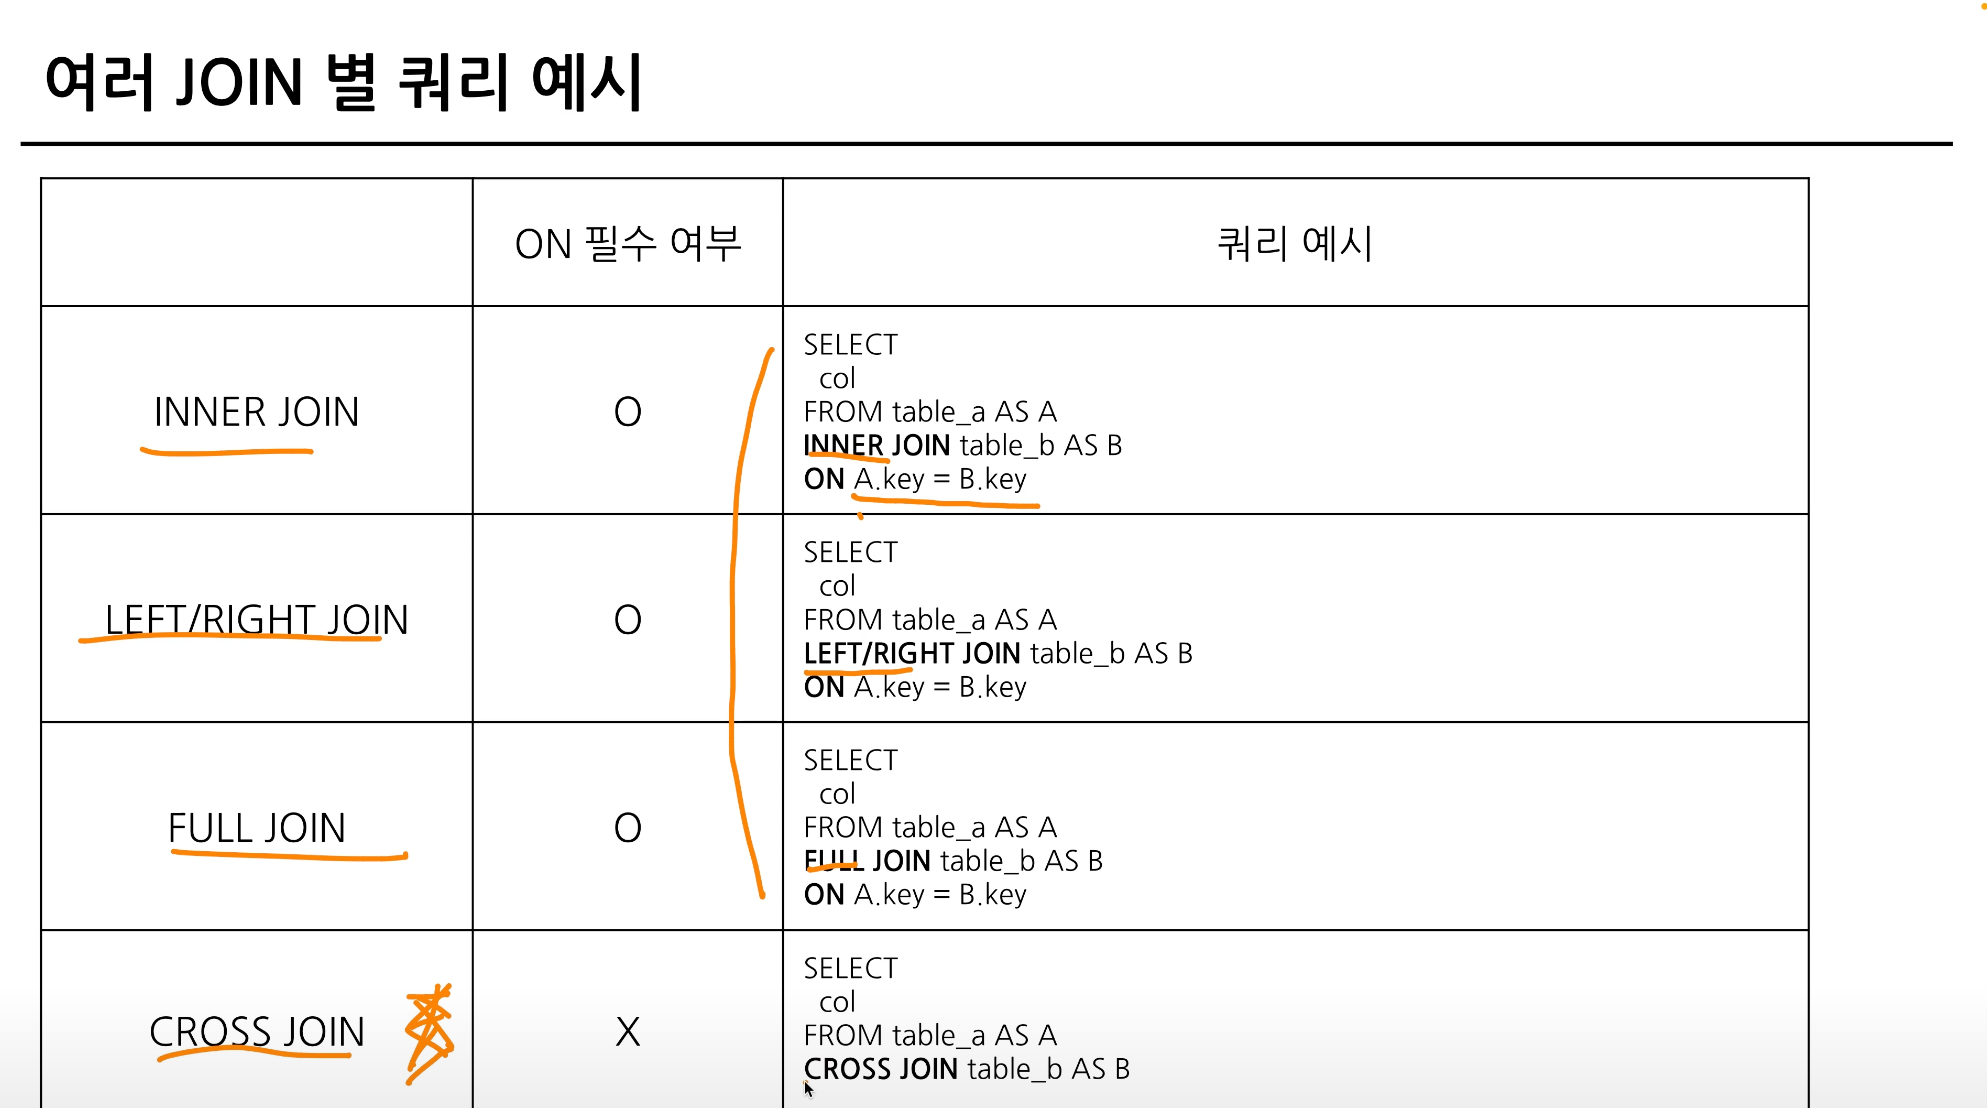 여러 JOIN 별 쿼리 예시
ON 필수 여부
쿼리 예시
INNER JOIN
O
SELECT
col
FROM table_a AS A
INNER JOIN table_b AS B
ON A.key = B.key
LEFT/RIGHT JOIN
O
SELECT
col
FROM table_a AS A
LEFT/RIGHT JOIN table_b AS B
ON A.key = B.key
FULL JOIN
O
SELECT
col
FROM table_a AS A
FULL JOIN table_b AS B
ON A.key = B.key
CROSS JOIN
X
SELECT
col
FROM table_a AS A
CROSS JOIN table_b AS B